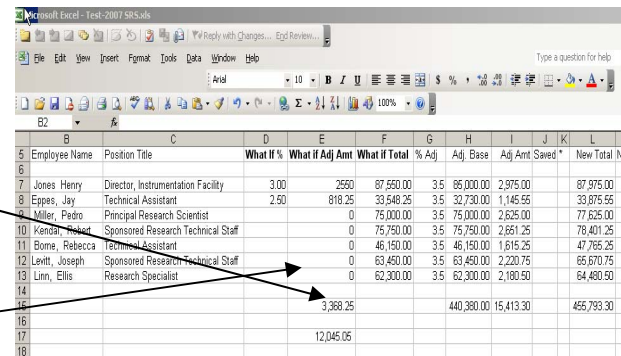 Microsoft Excel - Test-2007 SRS.xls
Reply with Changes... End Review...
File Edit View Insert Format Tools Data Window Help Type a question for help
Arial 10 B I U $ % ,
100%
B2 fx
B C D E F G H I J K L
5 Employee Name Position Title What If % What if Adj Amt What if Total % Adj Adj. Base Adj Amt Saved * New Total N
6
7 Jones Henry Director, Instrumentation Facility 3.00 2550 87,550.00 3.5 85,000.00 2,975.00 87,975.00
8 Eppes, Jay Technical Assistant 2.50 818.25 33,548.25 3.5 32,730.00 1,145.55 33,875.55
9 Miller, Pedro Principal Research Scientist 0 75,000.00 3.5 75,000.00 2,625.00 77,625.00
10 Kendal, Robert Sponsored Research Technical Staff 0 75,750.00 3.5 75,750.00 2,651.25 78,401.25
11 Borne, Rebecca Technical Assistant 0 46,150.00 3.5 46,150.00 1,615.25 47,765.25
12 Levitt, Joseph Sponsored Research Technical Staff 0 63,450.00 3.5 63,450.00 2,220.75 65,670.75
13 Linn, Ellis Research Specialist 0 62,300.00 3.5 62,300.00 2,180.50 64,480.50
14
15 3,368.25 440,380.00 15,413.30 455,793.30
16
17 12,045.05
18